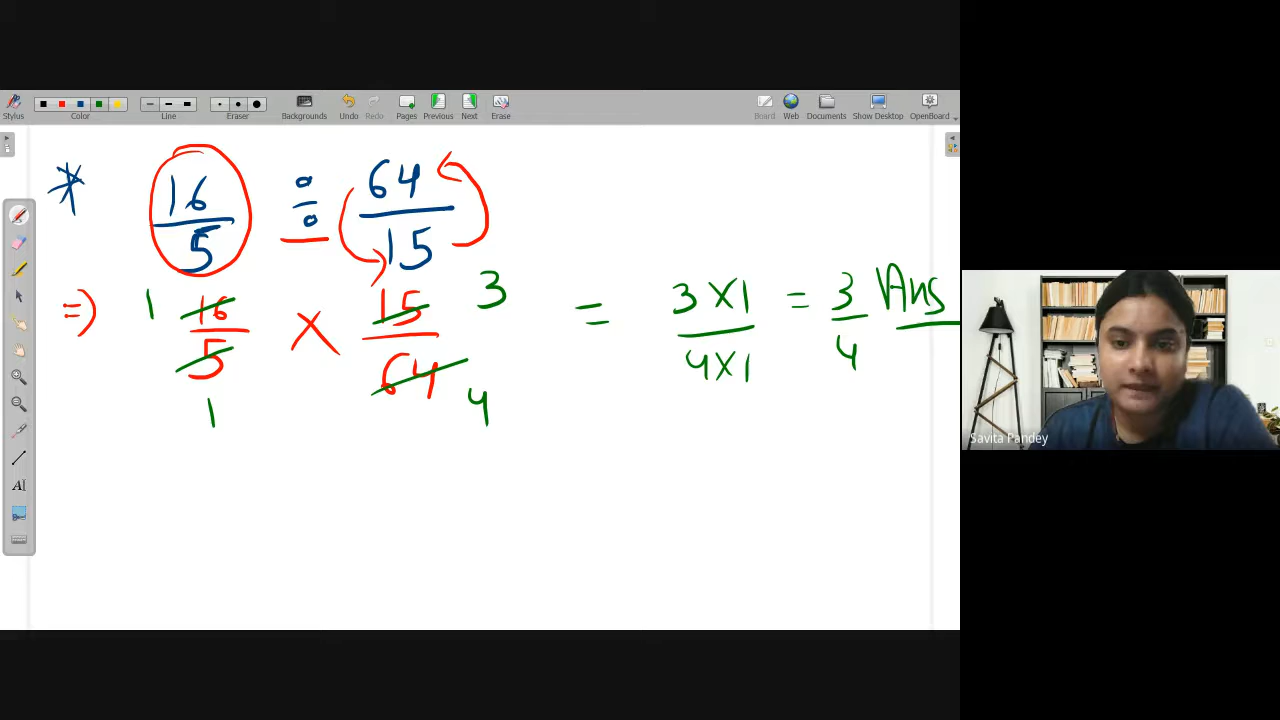 Stylus Color Line Eraser Backgrounds Undo Redo Pages Previous Next Erase Board Web Documents Show Desktop OpenBoard
* 16/5 ÷ 64/15
=> 1 16/5 1 × 15/64 3 4 = 3×1/4×1 = 3/4 Ans
Savita Pandey